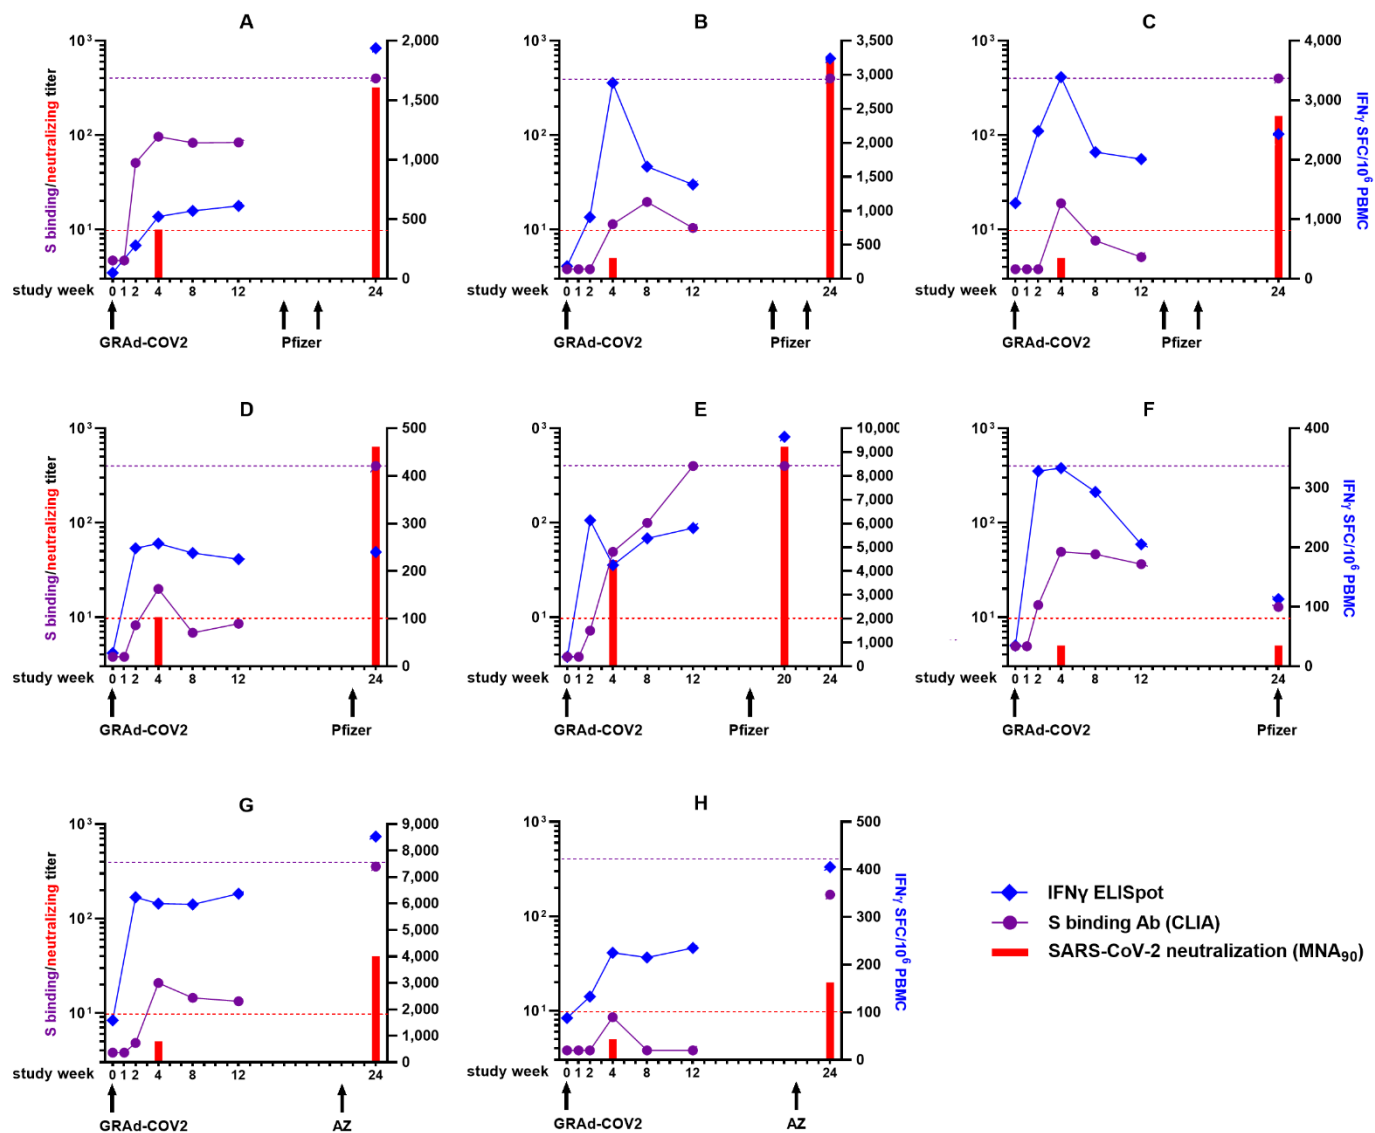 A
B
C
10³
10²
10¹
2,000
1,500
1,000
500
0
10³
10²
10¹
3,500
3,000
2,500
2,000
1,500
1,000
500
0
10³
10²
10¹
4,000
3,000
2,000
1,000
0
S binding/neutralizing titer
IFNγ SFC/10⁶ PBMC
study week 0 1 2 4 8 12 24
study week 0 1 2 4 8 12 24
study week 0 1 2 4 8 12 24
GRAd-COV2 Pfizer
GRAd-COV2 Pfizer
GRAd-COV2 Pfizer
D
E
F
10³
10²
10¹
500
400
300
200
100
0
0³
0²
0¹
10,000
9,000
8,000
7,000
6,000
5,000
4,000
3,000
2,000
1,000
0
10³
10²
10¹
400
300
200
100
0
S binding/neutralizing titer
IFNγ SFC/10⁶ PBMC
study week 0 1 2 4 8 12 24
study week 0 1 2 4 8 12 20
study week 0 1 2 4 8 12 24
GRAd-COV2 Pfizer
GRAd-COV2 Pfizer
GRAd-COV2 Pfizer
G
H
10³
10²
10¹
9,000
8,000
7,000
6,000
5,000
4,000
3,000
2,000
1,000
0
10³
10²
10¹
500
400
300
200
100
0
S binding/neutralizing titer
IFNγ SFC/10⁶ PBMC
study week 0 1 2 4 8 12 24
study week 0 1 2 4 8 12 24
GRAd-COV2 AZ
GRAd-COV2 AZ
IFNγ ELISpot
S binding Ab (CLIA)
SARS-CoV-2 neutralization (MNA₉₀)